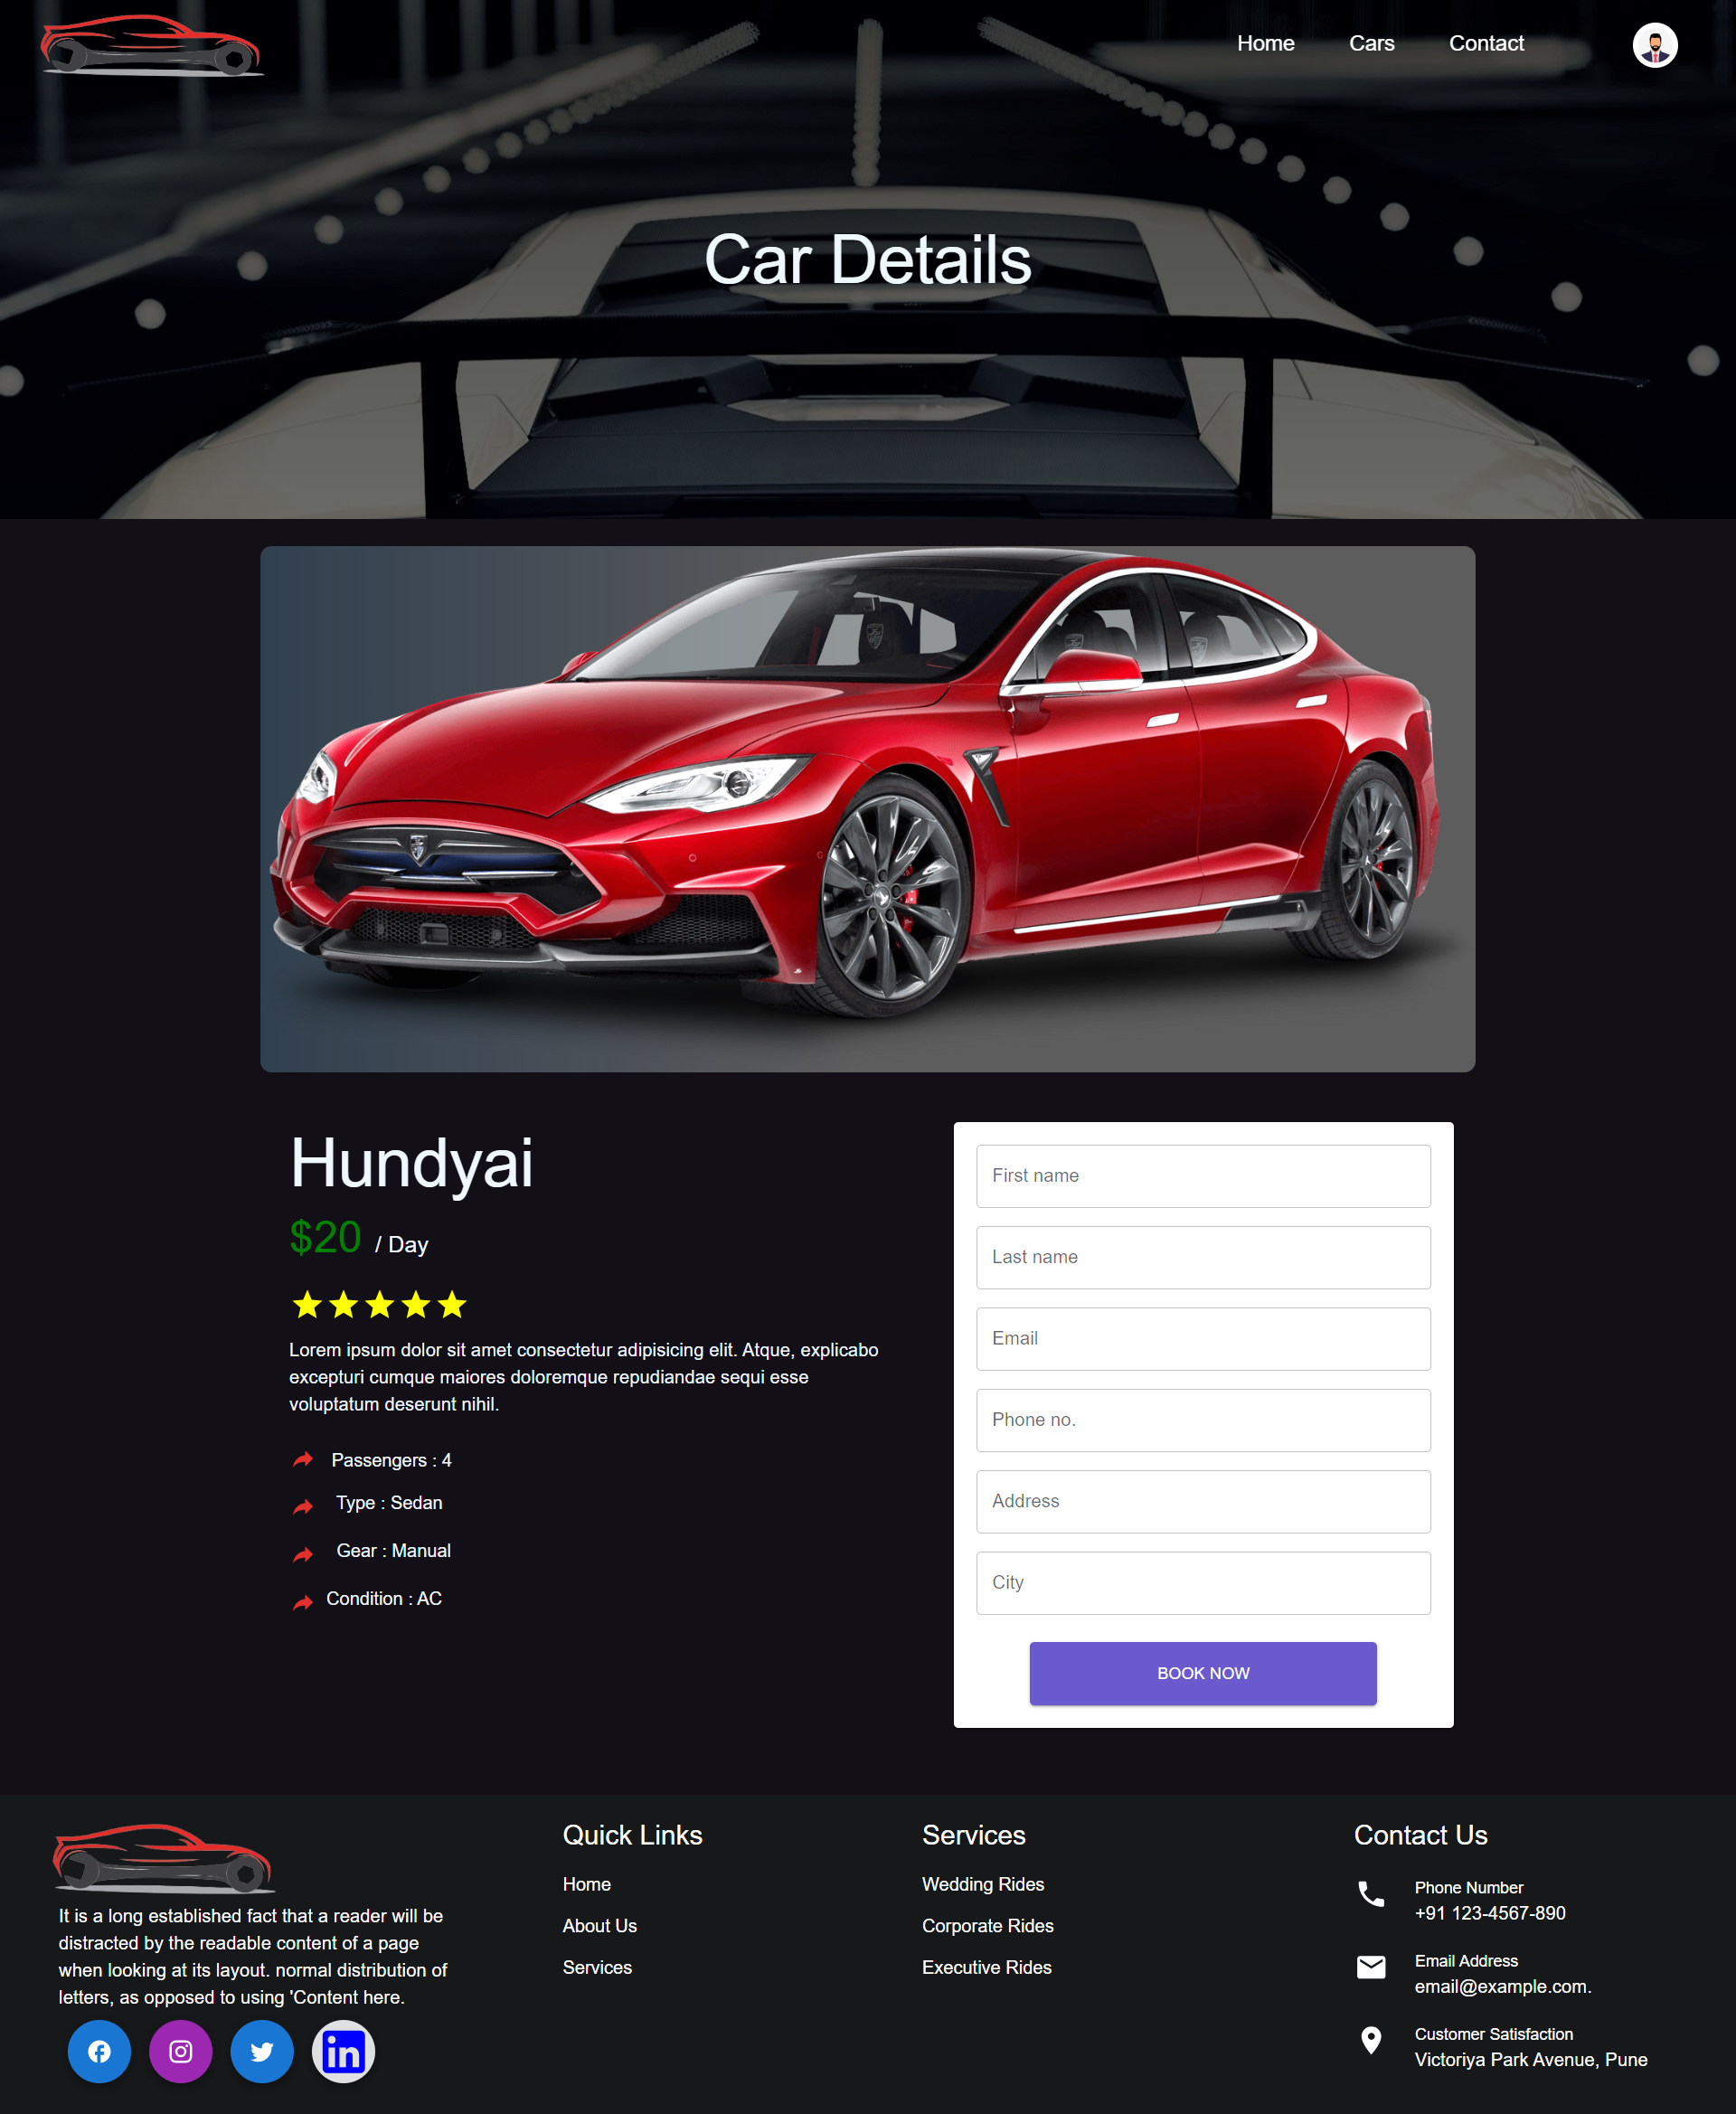 Home Cars Contact
Car Details
Hundyai
$20 / Day
Lorem ipsum dolor sit amet consectetur adipisicing elit. Atque, explicabo
excepturi cumque maiores doloremque repudiandae sequi esse
voluptatum deserunt nihil.
Passengers : 4
Type : Sedan
Gear : Manual
Condition : AC
First name
Last name
Email
Phone no.
Address
City
BOOK NOW
It is a long established fact that a reader will be
distracted by the readable content of a page
when looking at its layout. normal distribution of
letters, as opposed to using 'Content here.
in
Quick Links
Home
About Us
Services
Services
Wedding Rides
Corporate Rides
Executive Rides
Contact Us
Phone Number
+91 123-4567-890
Email Address
email@example.com.
Customer Satisfaction
Victoriya Park Avenue, Pune